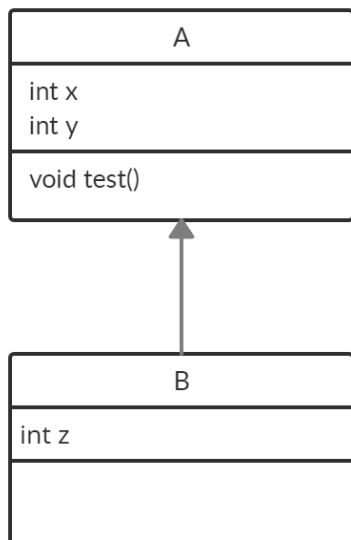 A
int x
int y
void test()
B
int z